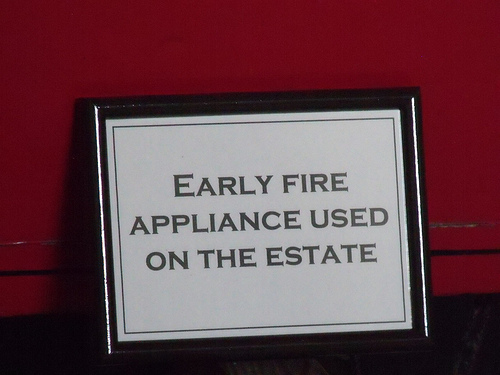 EARLY FIRE
APPLIANCE USED
ON THE ESTATE